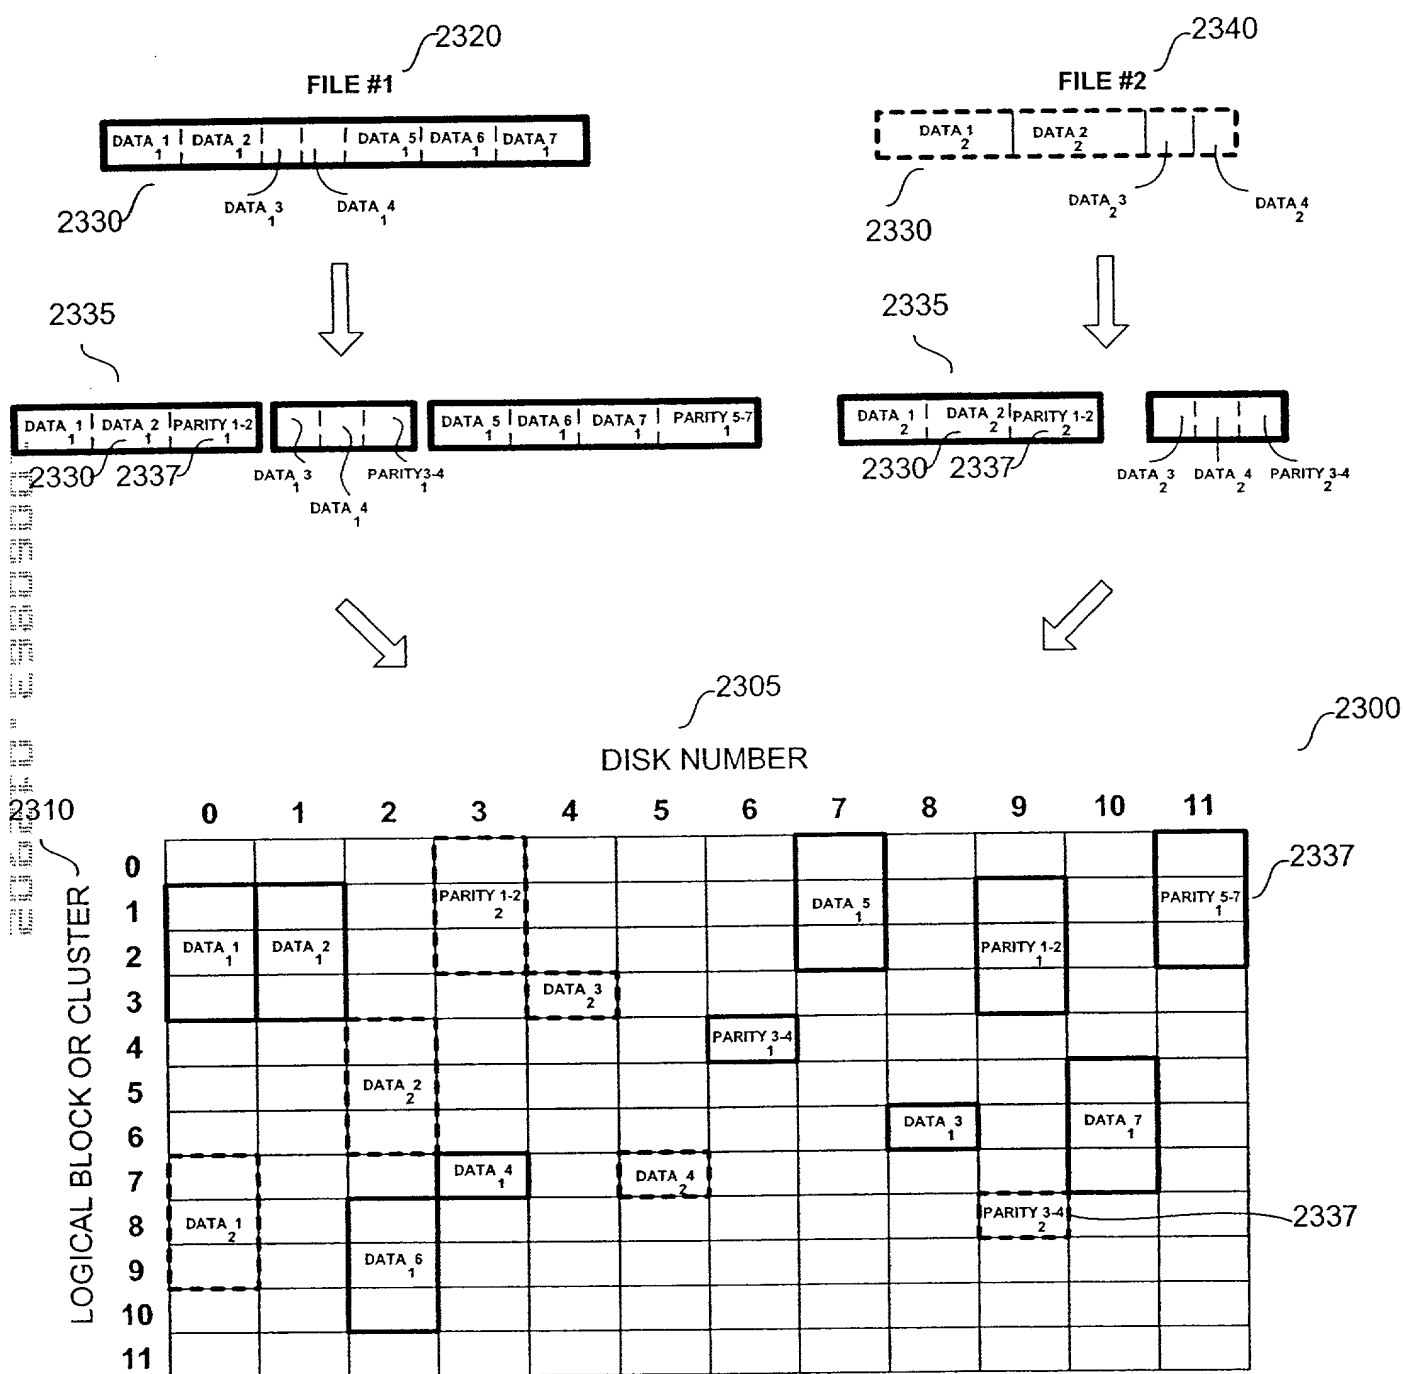 2320
2340
FILE #1
FILE #2
DATA 1 1
DATA 2 1
DATA 5 1
DATA 6 1
DATA 7 1
DATA 3 1
DATA 4 1
2330
DATA 1 2
DATA 2 2
DATA 3 2
DATA 4 2
2330
2335
2335
DATA 1 1
DATA 2 1
PARITY 1-2 1
DATA 5 1
DATA 6 1
DATA 7 1
PARITY 5-7 1
2330
2337
DATA 3 1
DATA 4 1
PARITY3-4 1
DATA 1 2
DATA 2 2
PARITY 1-2 2
2330
2337
DATA 3 2
DATA 4 2
PARITY 3-4 2
2305
2300
DISK NUMBER
2310
0 1 2 3 4 5 6 7 8 9 10 11
LOGICAL BLOCK OR CLUSTER
0
2337
1
PARITY 1-2 2
DATA 5 1
PARITY 5-7 1
2
DATA 1 1
DATA 2 1
PARITY 1-2 1
3
DATA 3 2
4
PARITY 3-4 1
5
DATA 2 2
6
DATA 3 1
DATA 7 1
7
DATA 4 1
DATA 4 2
8
DATA 1 2
PARITY 3-4 2
2337
9
DATA 6 1
10
11